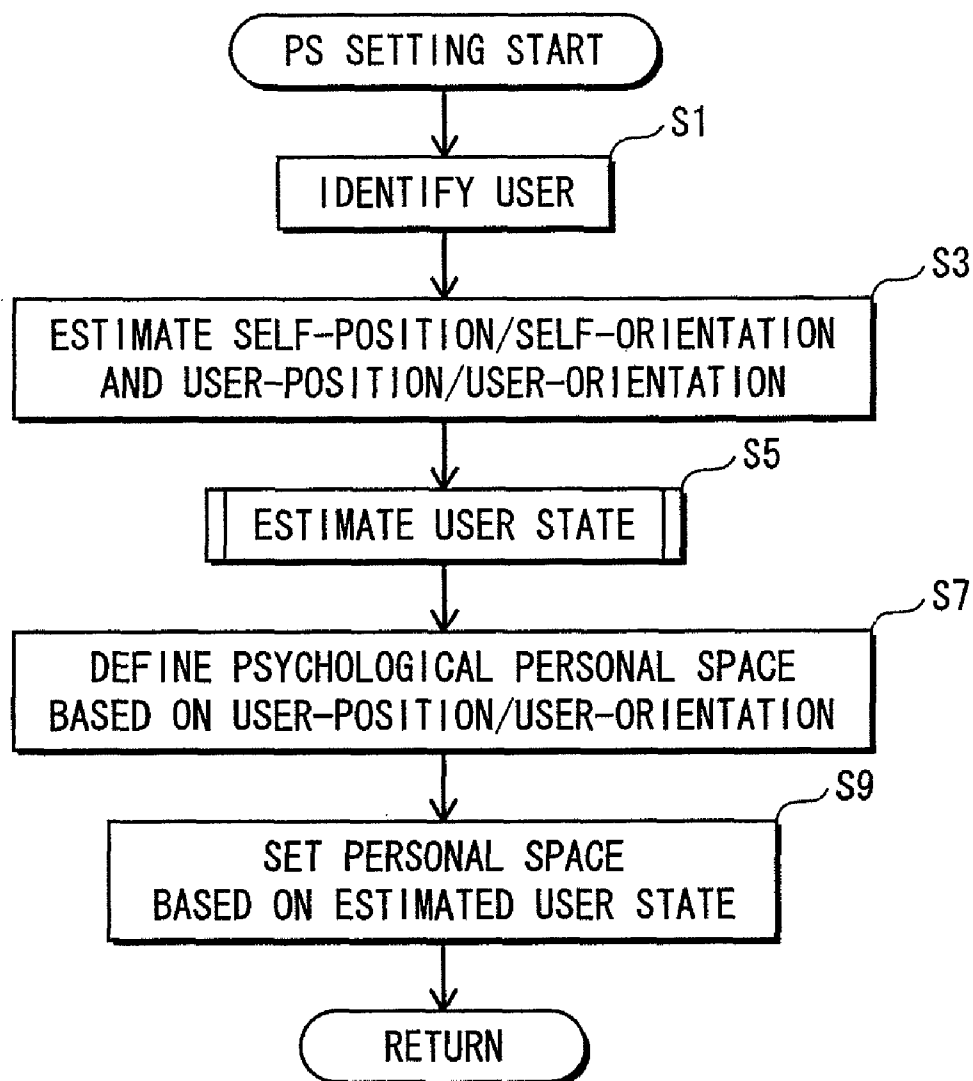 PS SETTING START
S1
IDENTIFY USER
S3
ESTIMATE SELF-POSITION/SELF-ORIENTATION
AND USER-POSITION/USER-ORIENTATION
S5
ESTIMATE USER STATE
S7
DEFINE PSYCHOLOGICAL PERSONAL SPACE
BASED ON USER-POSITION/USER-ORIENTATION
S9
SET PERSONAL SPACE
BASED ON ESTIMATED USER STATE
RETURN